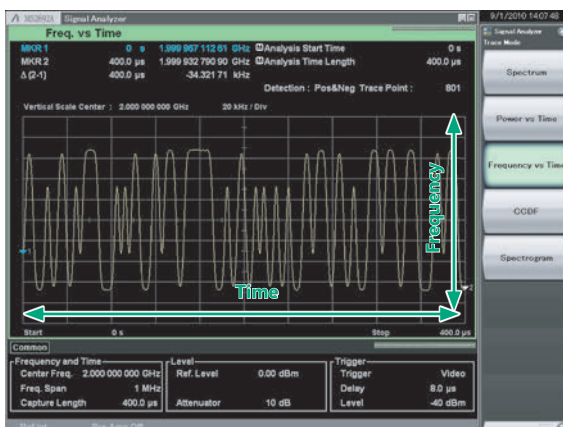 MS2692A Signal Analyzer 9/1/2010 14:07:48
Freq. vs Time
MKR 1 0 s 1.999 967 112 61 GHz Analysis Start Time 0 s
MKR 2 400.0 µs 1.999 932 790 90 GHz Analysis Time Length 400.0 µs
Δ (2-1) 400.0 µs -34.321 71 kHz
Detection : Pos&Neg Trace Point : 801
Vertical Scale Center : 2.000 000 000 GHz 20 kHz / Div
Frequency
1
2
Time
Start 0 s Stop 400.0 µs
Common
Frequency and Time
Center Freq. 2.000 000 000 GHz
Freq. Span 1 MHz
Capture Length 400.0 µs
Level
Ref. Level 0.00 dBm
Attenuator 10 dB
Trigger
Trigger Video
Delay 8.0 µs
Level -40 dBm
Signal Analyzer
Trace Mode
Spectrum
Power vs Time
Frequency vs Time
CCDF
Spectrogram